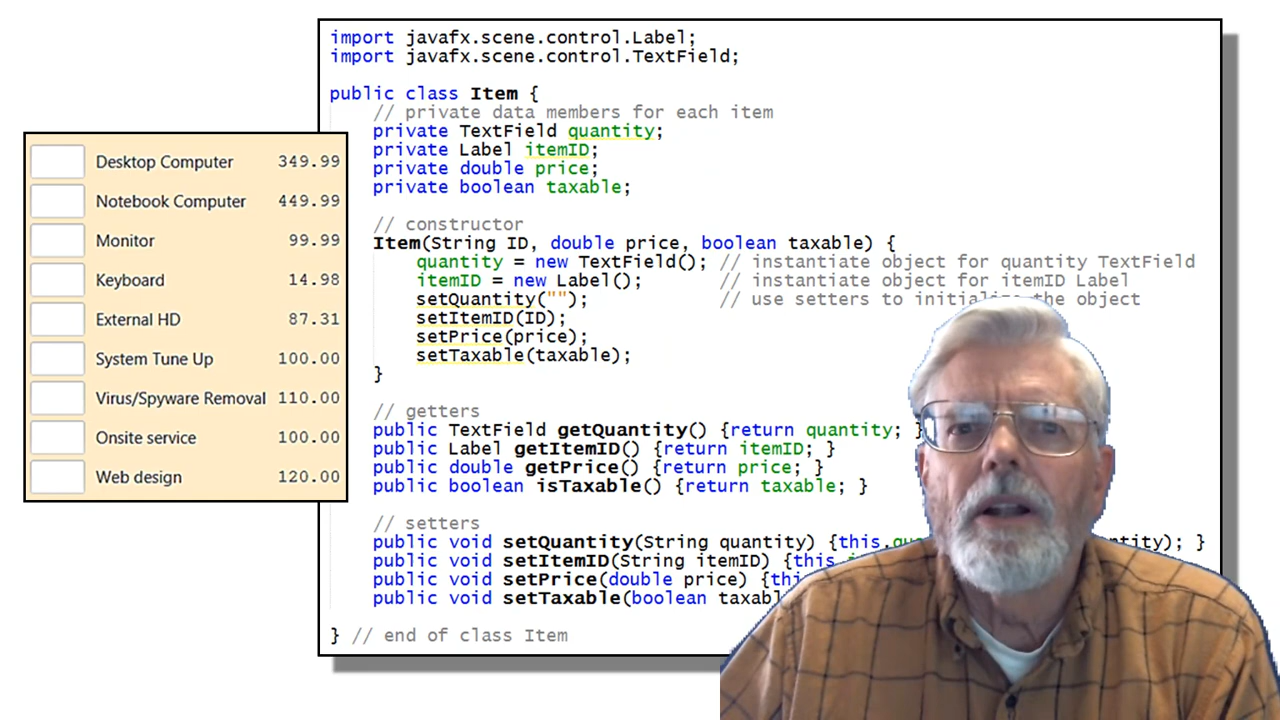 import javafx.scene.control.Label;
import javafx.scene.control.TextField;
public class Item {
// private data members for each item
private TextField quantity;
private Label itemID;
private double price;
private boolean taxable;
// constructor
Item(String ID, double price, boolean taxable) {
quantity = new TextField(); // instantiate object for quantity TextField
itemID = new Label(); // instantiate object for itemID Label
setQuantity(""); // use setters to initialize the object
setItemID(ID);
setPrice(price);
setTaxable(taxable);
}
// getters
public TextField getQuantity() {return quantity; }
public Label getItemID() {return itemID; }
public double getPrice() {return price; }
public boolean isTaxable() {return taxable; }
// setters
public void setQuantity(String quantity) {this. }
public void setItemID(String itemID) {this.
public void setPrice(double price) {
public void setTaxable(boolean
} // end of class Item
Desktop Computer 349.99
Notebook Computer 449.99
Monitor 99.99
Keyboard 14.98
External HD 87.31
System Tune Up 100.00
Virus/Spyware Removal 110.00
Onsite service 100.00
Web design 120.00